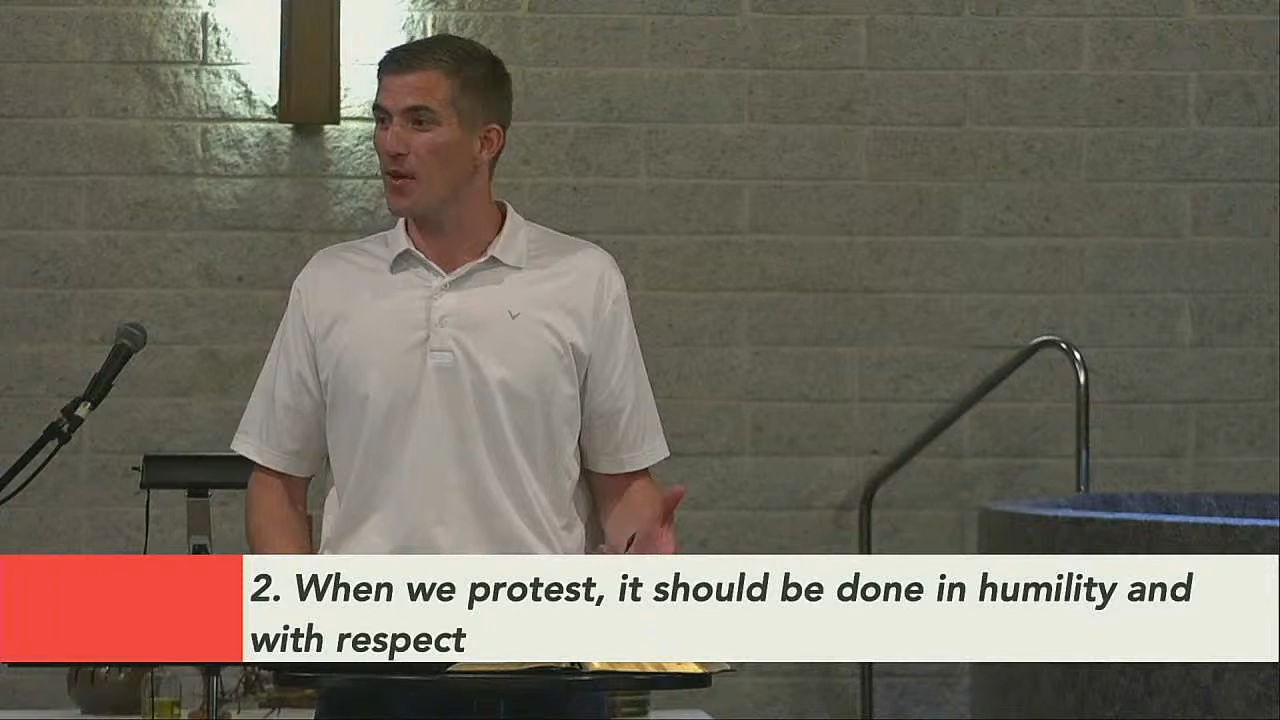 2. When we protest, it should be done in humility and
with respect